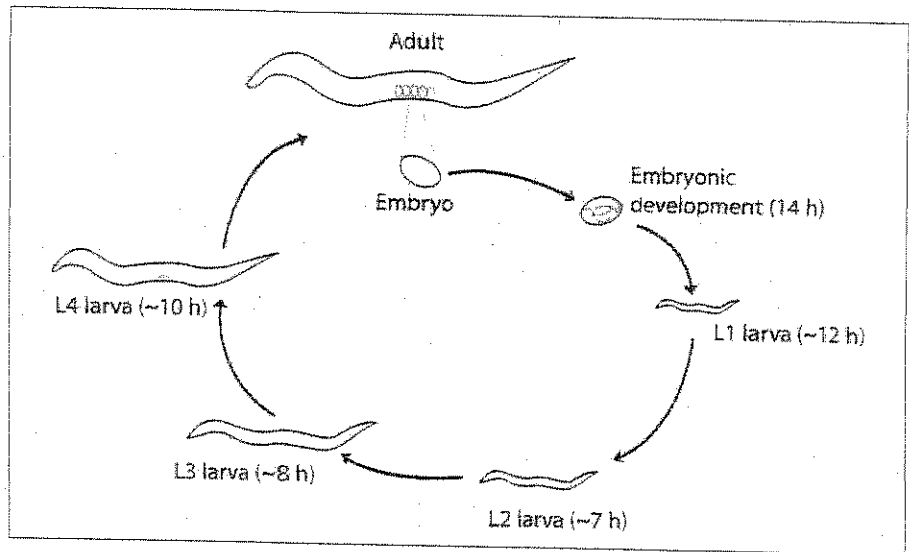 Adult
Embryo
Embryonic
development (14 h)
L1 larva (~12 h)
L2 larva (~7 h)
L3 larva (~8 h)
L4 larva (~10 h)